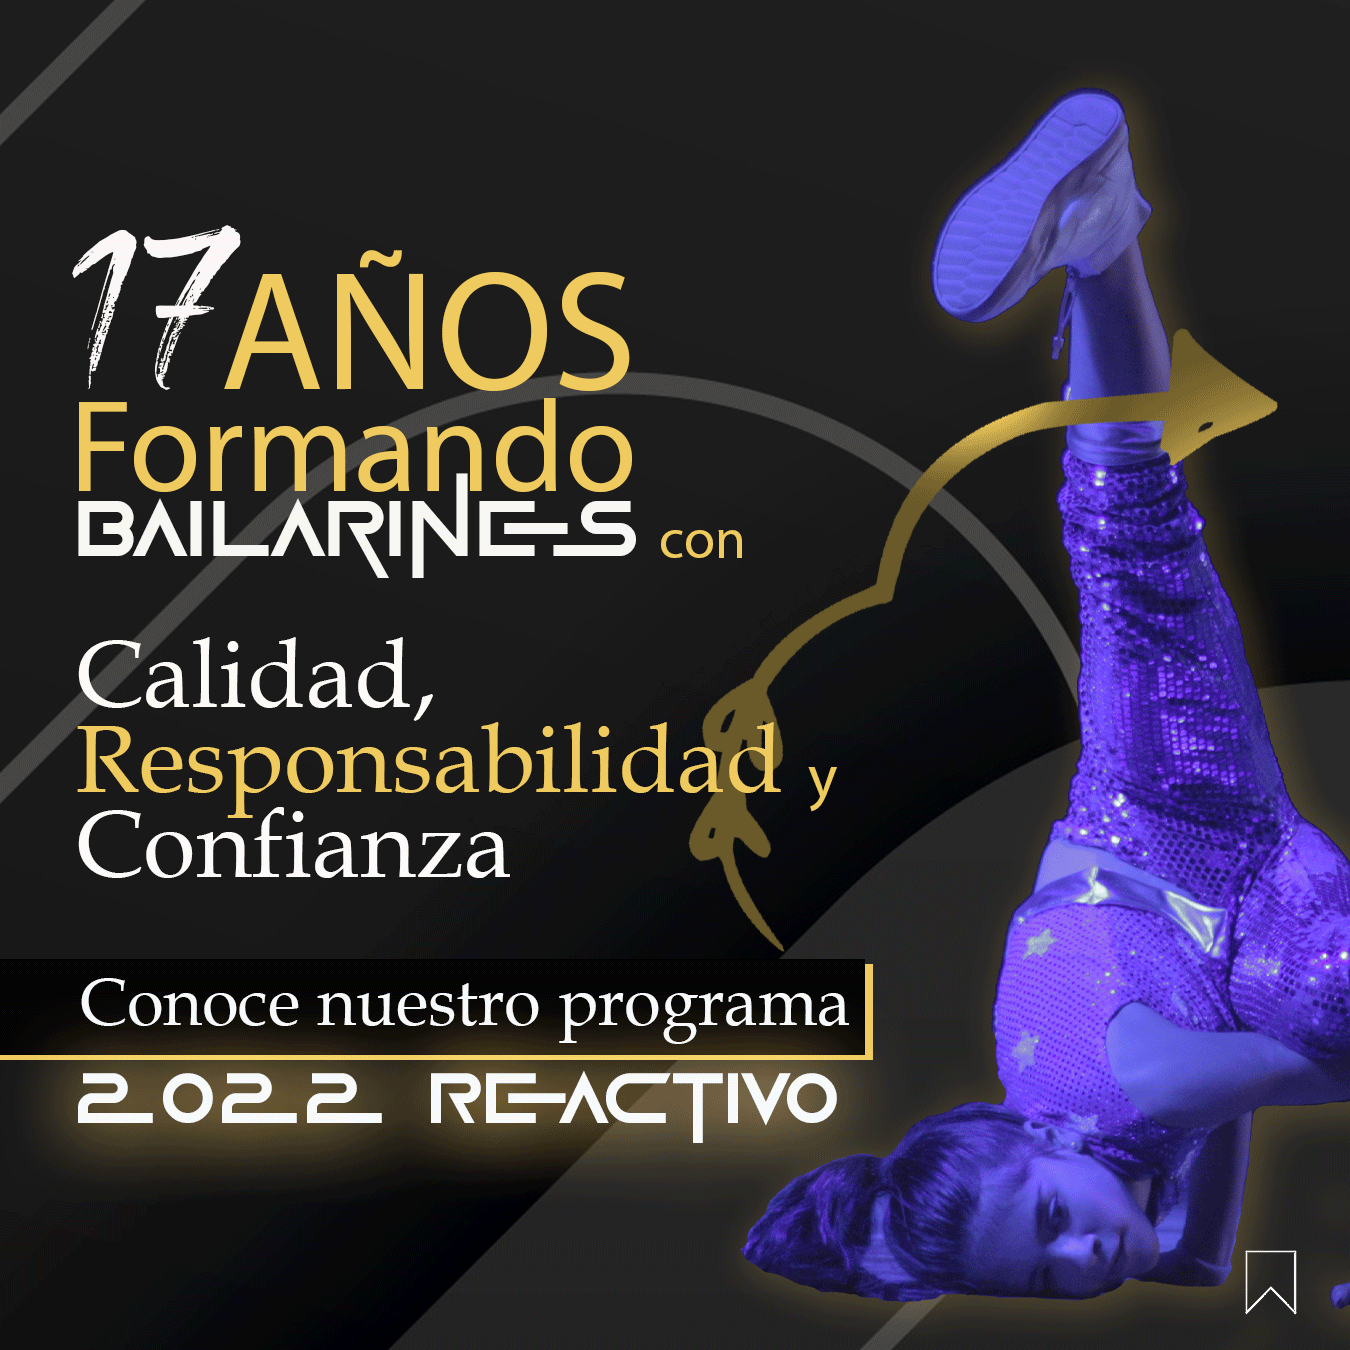 17 AÑOS
Formando
BAILARINES con
Calidad,
Responsabilidad y
Confianza
Conoce nuestro programa
2022 REACTIVO